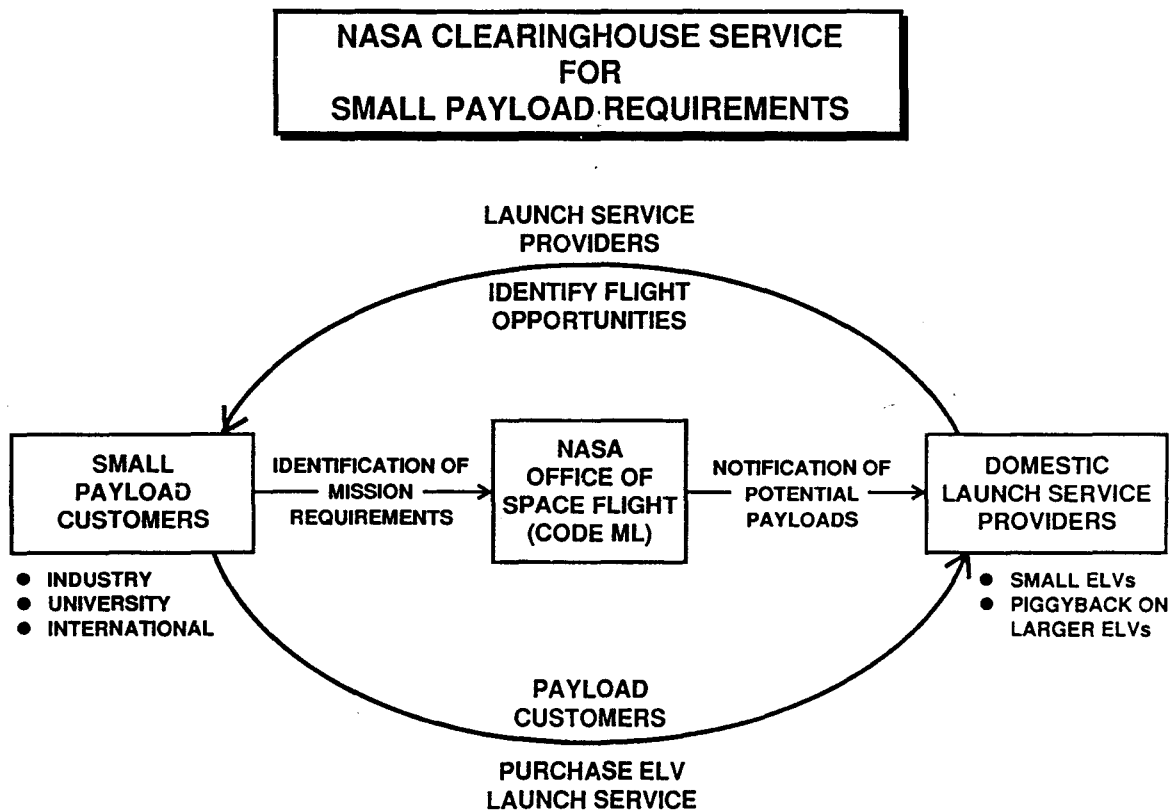 NASA CLEARINGHOUSE SERVICE
FOR
SMALL PAYLOAD REQUIREMENTS
LAUNCH SERVICE
PROVIDERS
IDENTIFY FLIGHT
OPPORTUNITIES
SMALL
PAYLOAD
CUSTOMERS
IDENTIFICATION OF
MISSION
REQUIREMENTS
NASA
OFFICE OF
SPACE FLIGHT
(CODE ML)
NOTIFICATION OF
POTENTIAL
PAYLOADS
DOMESTIC
LAUNCH SERVICE
PROVIDERS
● INDUSTRY
● UNIVERSITY
● INTERNATIONAL
● SMALL ELVs
● PIGGYBACK ON
LARGER ELVs
PAYLOAD
CUSTOMERS
PURCHASE ELV
LAUNCH SERVICE